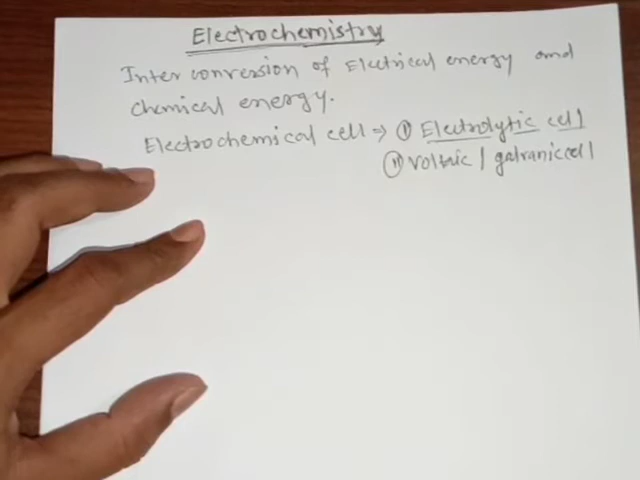 Electrochemistry
Inter conversion of Electrical energy and
chemical energy.
Electrochemical cell ⇒ (i) Electrolytic cell
(ii) voltaic / galvanic cell